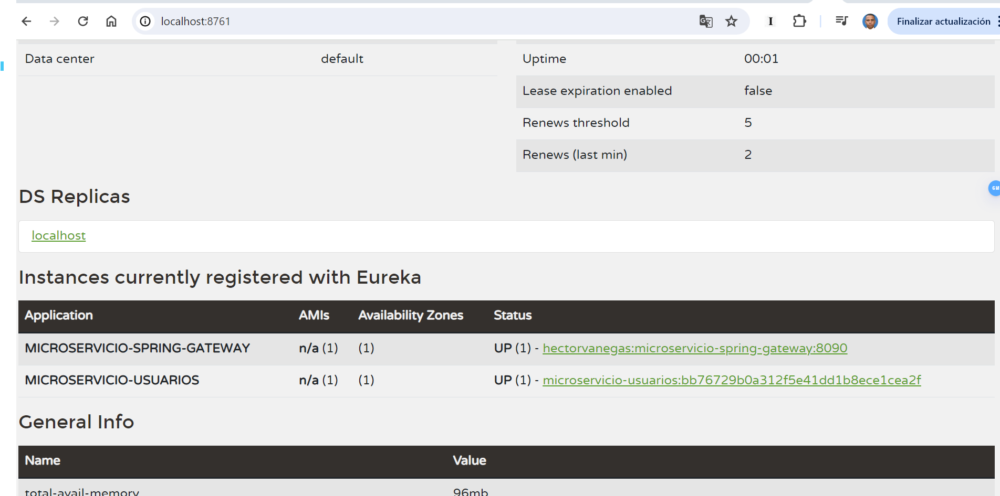 localhost:8761
I
Finalizar actualización
Data center default
Uptime 00:01
Lease expiration enabled false
Renews threshold 5
Renews (last min) 2
DS Replicas
localhost
Instances currently registered with Eureka
Application AMIs Availability Zones Status
MICROSERVICIO-SPRING-GATEWAY n/a (1) (1) UP (1) - hectorvanegas:microservicio-spring-gateway:8090
MICROSERVICIO-USUARIOS n/a (1) (1) UP (1) - microservicio-usuarios:bb76729b0a312f5e41dd1b8ece1cea2f
General Info
Name Value
total-avail-memory 96mb